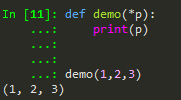 In [11]: def demo(*p):
    ...:     print(p)
    ...:
    ...:
    ...: demo(1,2,3)
(1, 2, 3)